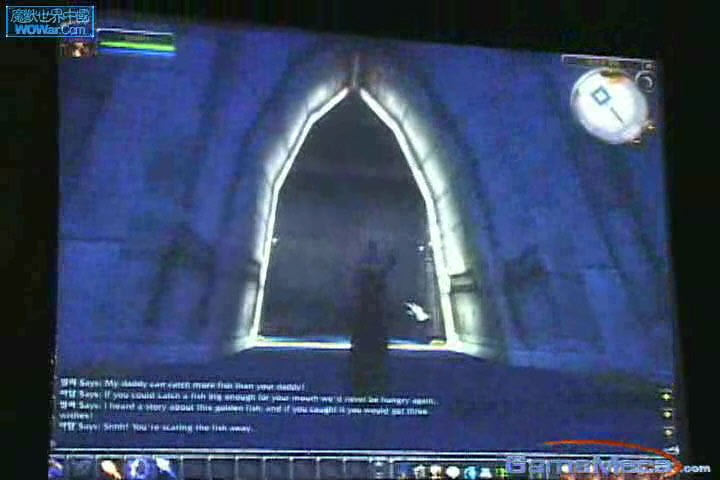 魔獸世界中國
WOWar.Com
Says: My daddy can catch more fish than your daddy!
Says: If you could catch a fish big enough for your mouth we'd never be hungry again.
Says: I heard a story about this golden fish, and if you caught it you would get three
wishes!
Says: Shhh! You're scaring the fish away.
GameMeca.com